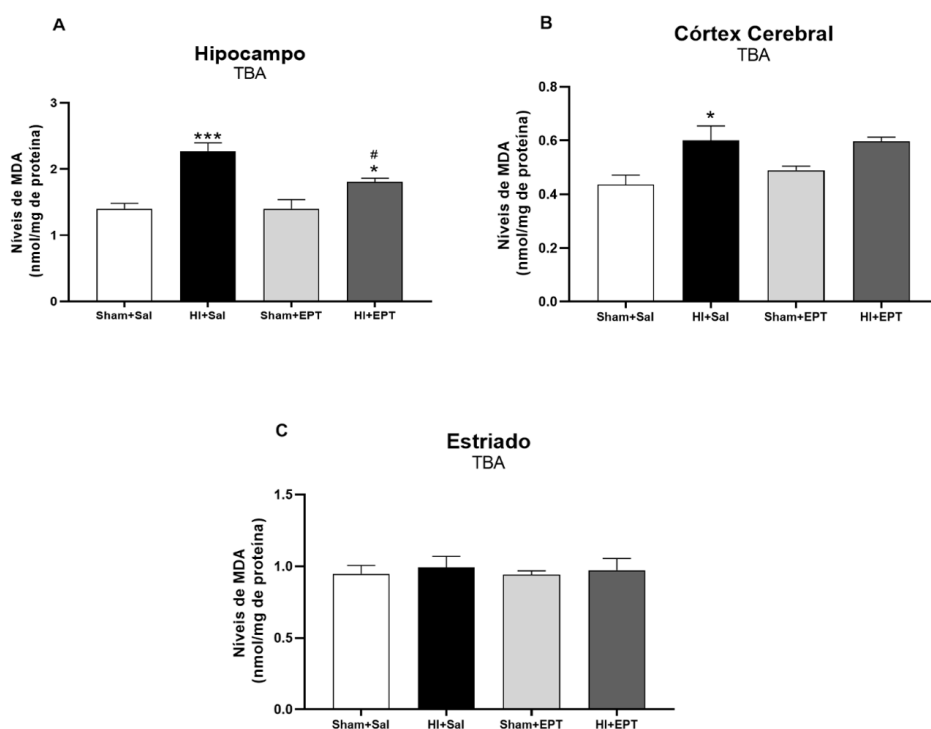 A
Hipocampo
TBA
Níveis de MDA
(nmol/mg de proteína)
3
2
1
0
***
#
*
Sham+Sal HI+Sal Sham+EPT HI+EPT
B
Córtex Cerebral
TBA
Níveis de MDA
(nmol/mg de proteína)
0.8
0.6
0.4
0.2
0.0
*
Sham+Sal HI+Sal Sham+EPT HI+EPT
C
Estriado
TBA
Níveis de MDA
(nmol/mg de proteína)
1.5
1.0
0.5
0.0
Sham+Sal HI+Sal Sham+EPT HI+EPT